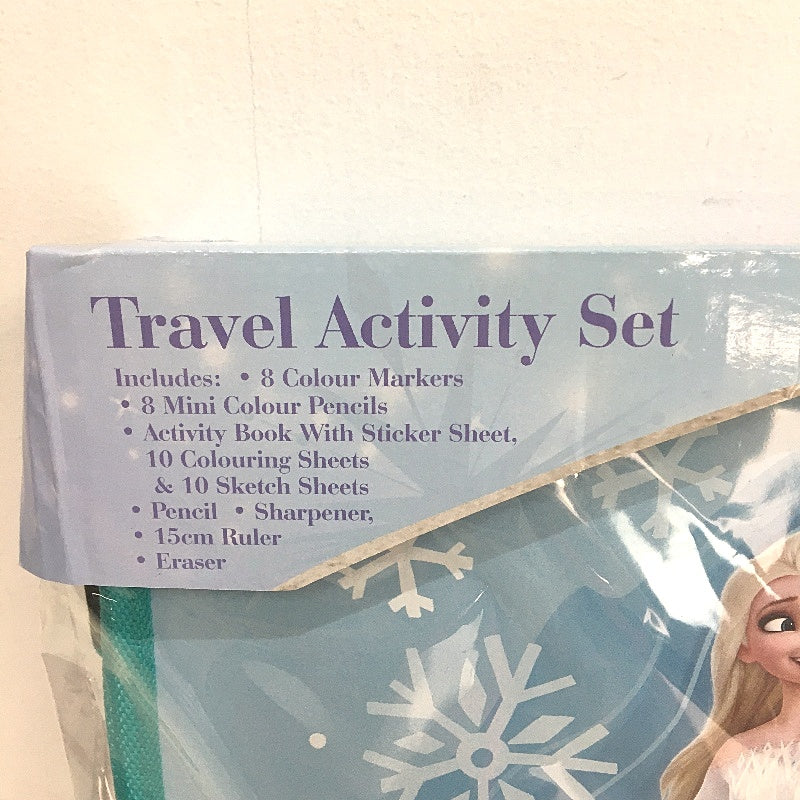 Travel Activity Set
Includes: • 8 Colour Markers
• 8 Mini Colour Pencils
• Activity Book With Sticker Sheet,
10 Colouring Sheets
& 10 Sketch Sheets
• Pencil • Sharpener,
• 15cm Ruler
• Eraser